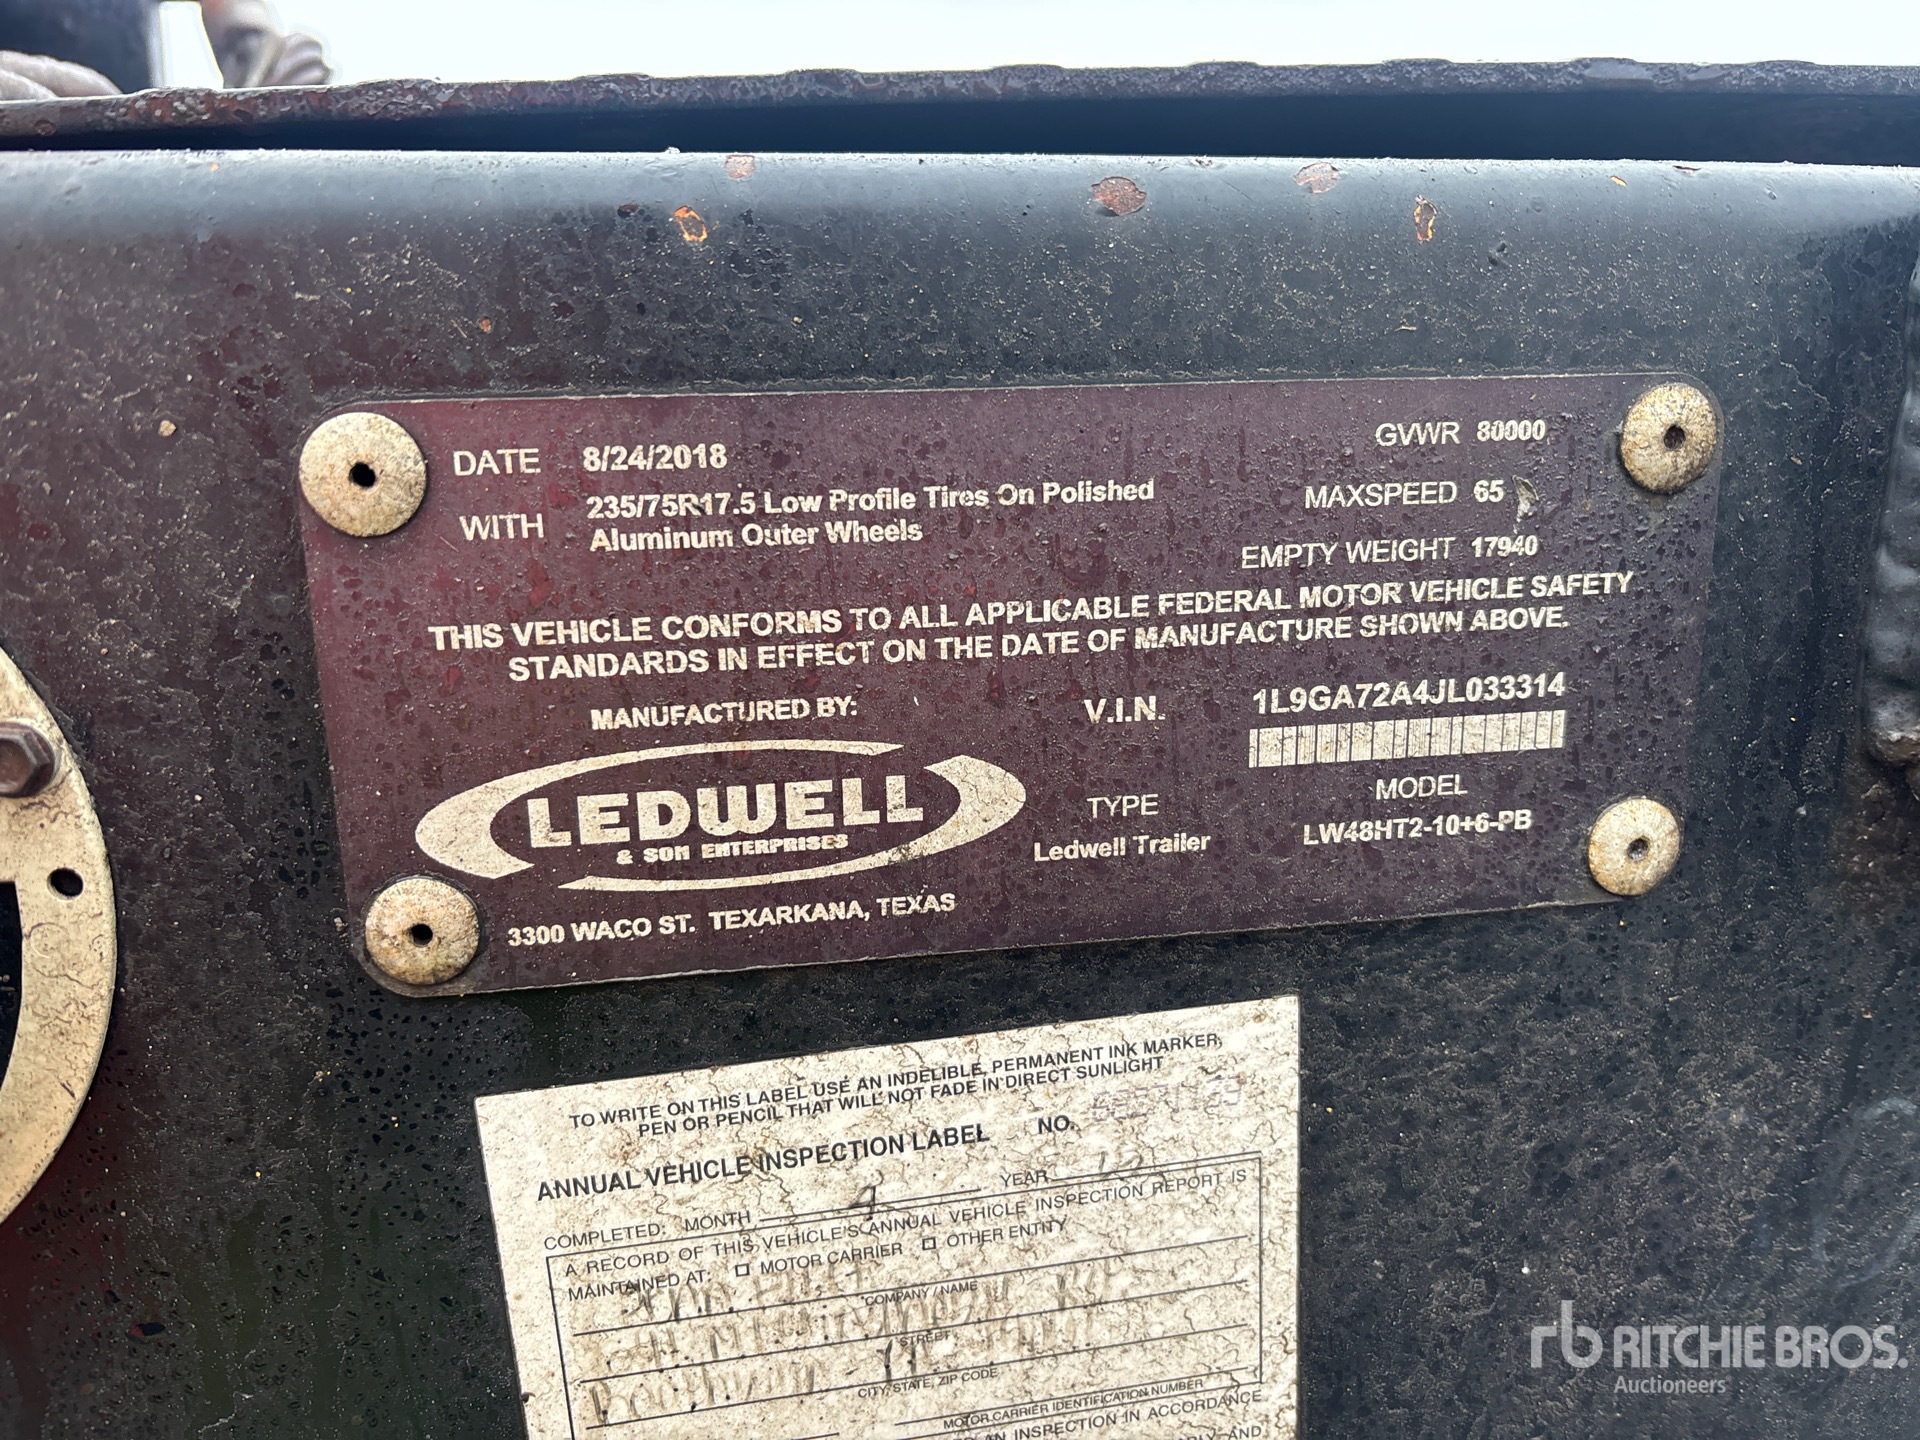 DATE 8/24/2018
GVWR 80000
WITH 235/75R17.5 Low Profile Tires On Polished
Aluminum Outer Wheels
MAXSPEED 65
EMPTY WEIGHT 17940
THIS VEHICLE CONFORMS TO ALL APPLICABLE FEDERAL MOTOR VEHICLE SAFETY
STANDARDS IN EFFECT ON THE DATE OF MANUFACTURE SHOWN ABOVE.
MANUFACTURED BY:
V.I.N. 1L9GA72A4JL033314
LEDWELL
& SON ENTERPRISES
TYPE
Ledwell Trailer
MODEL
LW48HT2-10+6-PB
3300 WACO ST. TEXARKANA, TEXAS
TO WRITE ON THIS LABEL USE AN INDELIBLE, PERMANENT INK MARKER,
PEN OR PENCIL THAT WILL NOT FADE IN DIRECT SUNLIGHT
ANNUAL VEHICLE INSPECTION LABEL NO.
COMPLETED: MONTH YEAR
A RECORD OF THIS VEHICLE'S ANNUAL VEHICLE INSPECTION REPORT IS
MAINTAINED AT: MOTOR CARRIER OTHER ENTITY
COMPANY / NAME
STREET
CITY, STATE, ZIP CODE
MOTOR CARRIER IDENTIFICATION NUMBER
AN INSPECTION IN ACCORDANCE
AND
rb RITCHIE BROS.
Auctioneers